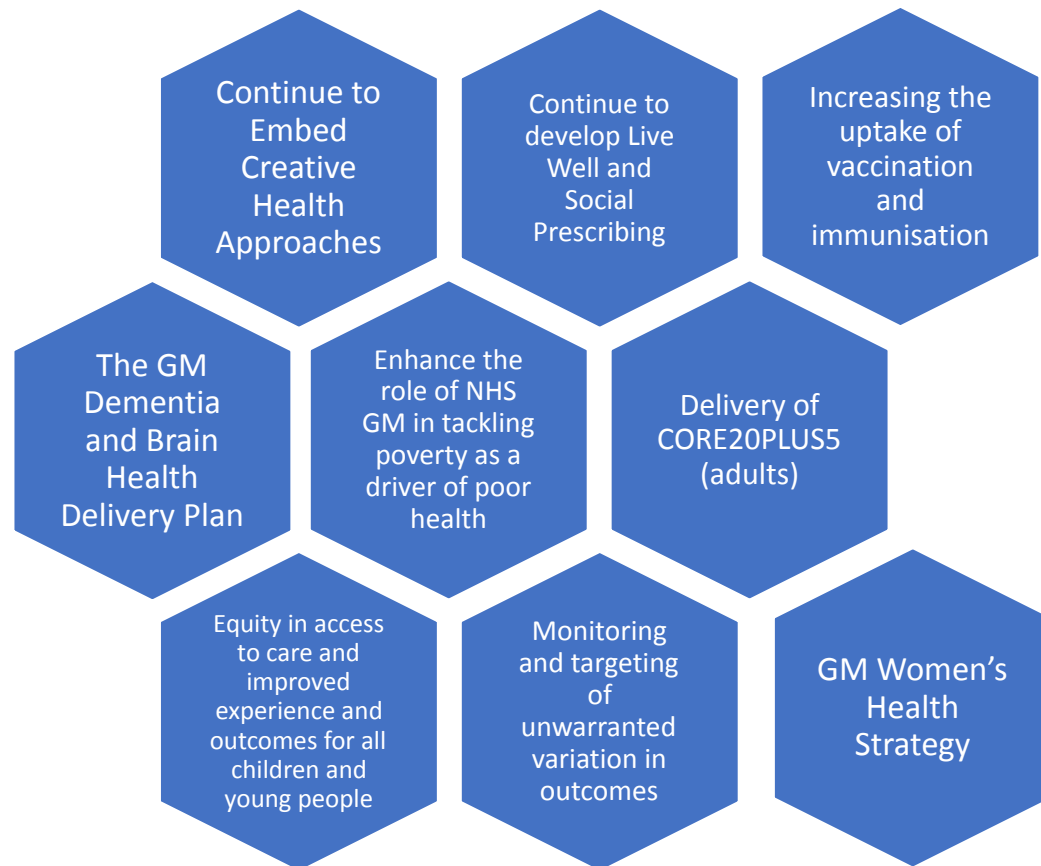 Continue to
Embed
Creative
Health
Approaches
Continue to
develop Live
Well and
Social
Prescribing
Increasing the
uptake of
vaccination
and
immunisation
The GM
Dementia
and Brain
Health
Delivery Plan
Enhance the
role of NHS
GM in tackling
poverty as a
driver of poor
health
Delivery of
CORE20PLUS5
(adults)
Equity in access
to care and
improved
experience and
outcomes for all
children and
young people
Monitoring
and targeting
of
unwarranted
variation in
outcomes
GM Women’s
Health
Strategy